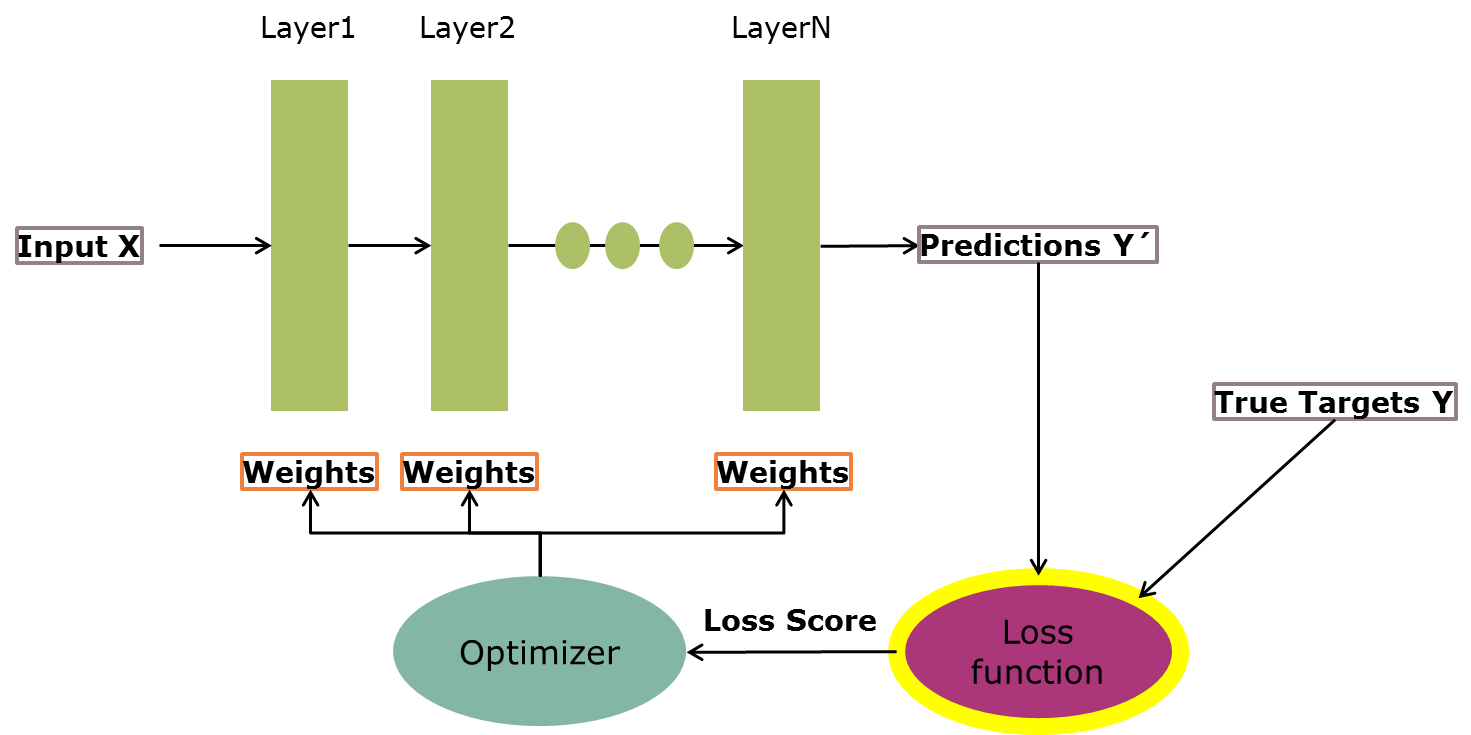 Layer1
Layer2
LayerN
Input X
Predictions Y´
True Targets Y
Weights
Weights
Weights
Loss Score
Optimizer
Loss
function